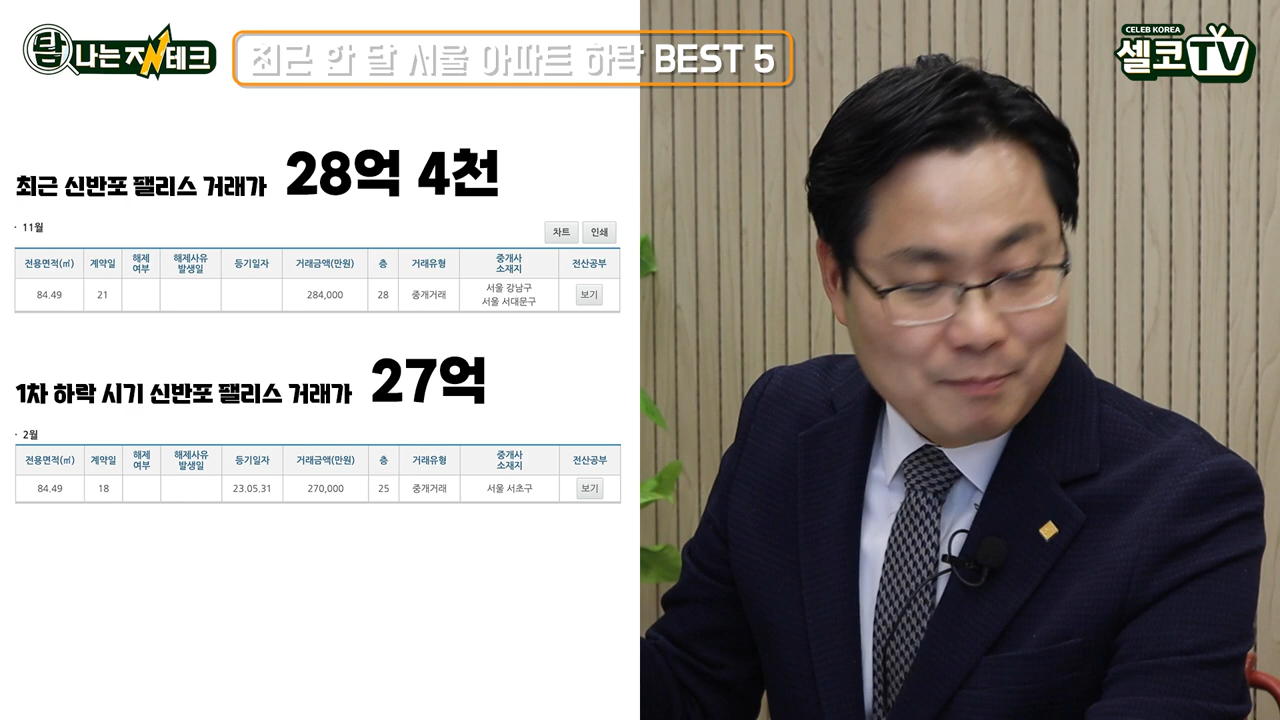 탐나는 재테크
최근 한 달 서울 아파트 하락 BEST 5
CELEB KOREA
셀코TV
최근 신반포 팰리스 거래가 28억 4천
· 11월
차트 인쇄
전용면적(㎡) 계약일 해제여부 해제사유발생일 등기일자 거래금액(만원) 층 거래유형 중개사소재지 전산공부
84.49 21 284,000 28 중개거래 서울 강남구 보기
서울 서대문구
1차 하락 시기 신반포 팰리스 거래가 27억
· 2월
전용면적(㎡) 계약일 해제여부 해제사유발생일 등기일자 거래금액(만원) 층 거래유형 중개사소재지 전산공부
84.49 18 23.05.31 270,000 25 중개거래 서울 서초구 보기